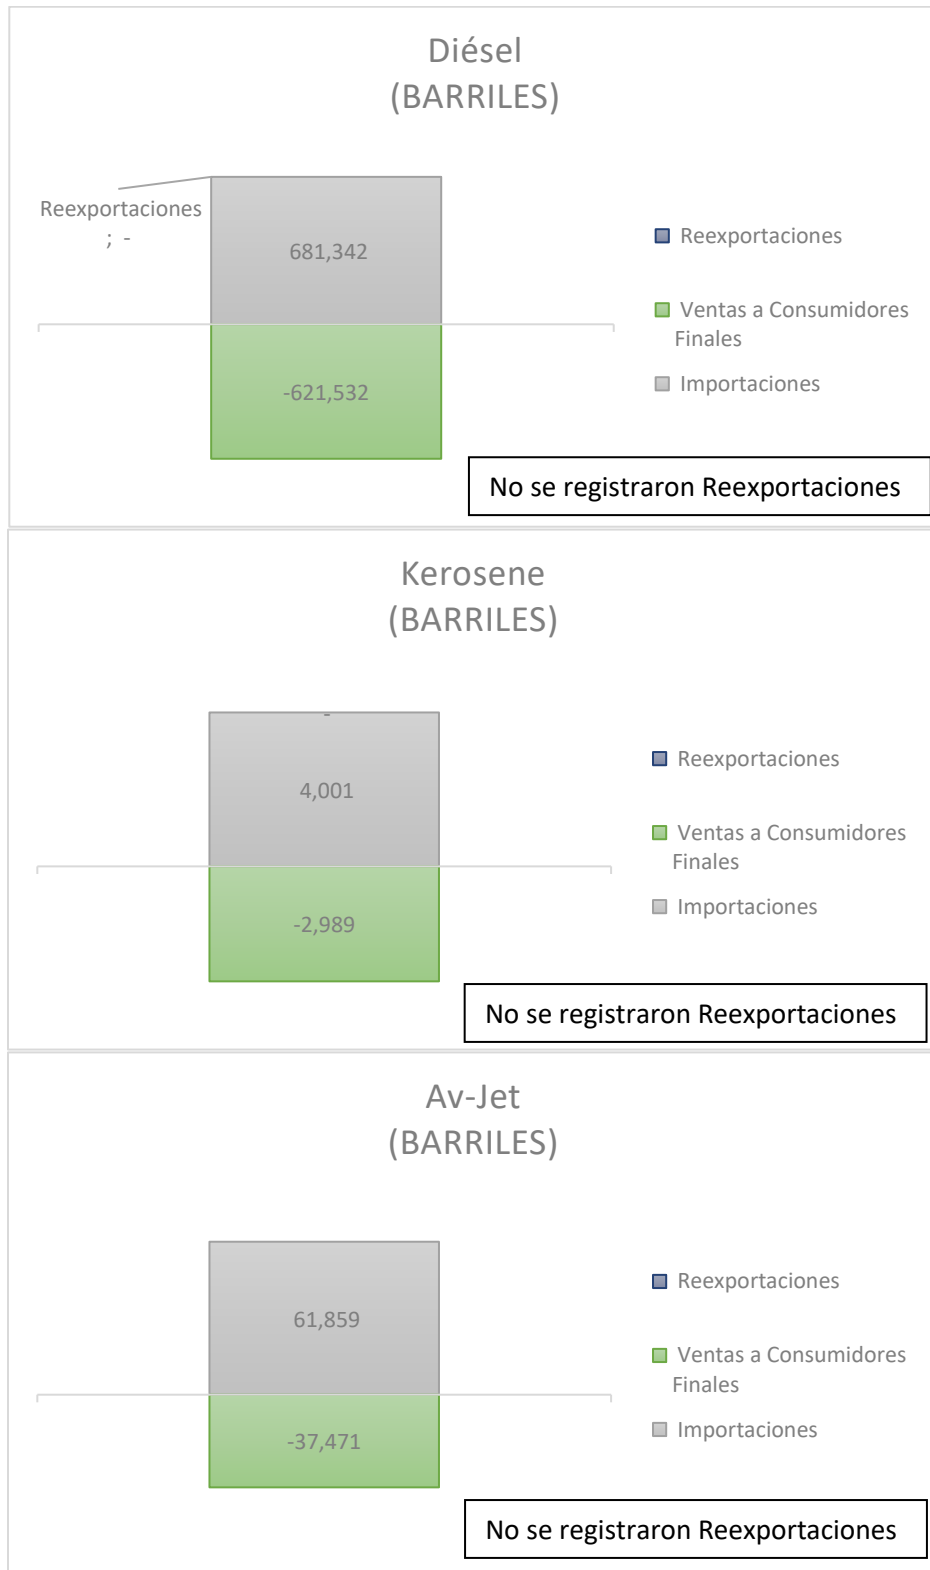 Diésel
(BARRILES)
Reexportaciones
; -
681,342
-621,532
Reexportaciones
Ventas a Consumidores
Finales
Importaciones
No se registraron Reexportaciones
Kerosene
(BARRILES)
-
4,001
-2,989
Reexportaciones
Ventas a Consumidores
Finales
Importaciones
No se registraron Reexportaciones
Av-Jet
(BARRILES)
61,859
-37,471
Reexportaciones
Ventas a Consumidores
Finales
Importaciones
No se registraron Reexportaciones